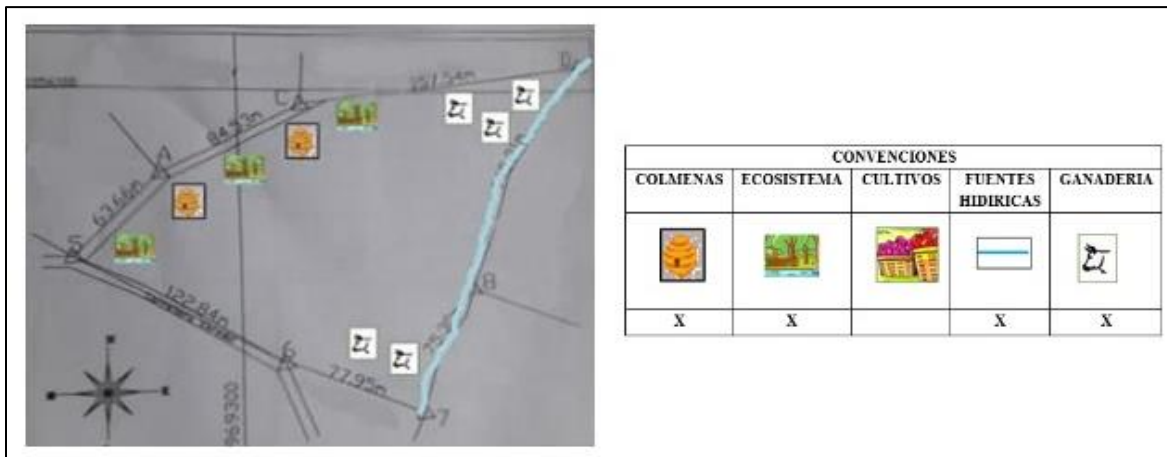 157.54m
D
C
84.53m
A
63.66m
5
122.84m
6
77.95m
7
8
969300
CONVENCIONES
COLMENAS ECOSISTEMA CULTIVOS FUENTES HIDIRICAS GANADERIA
X X X X